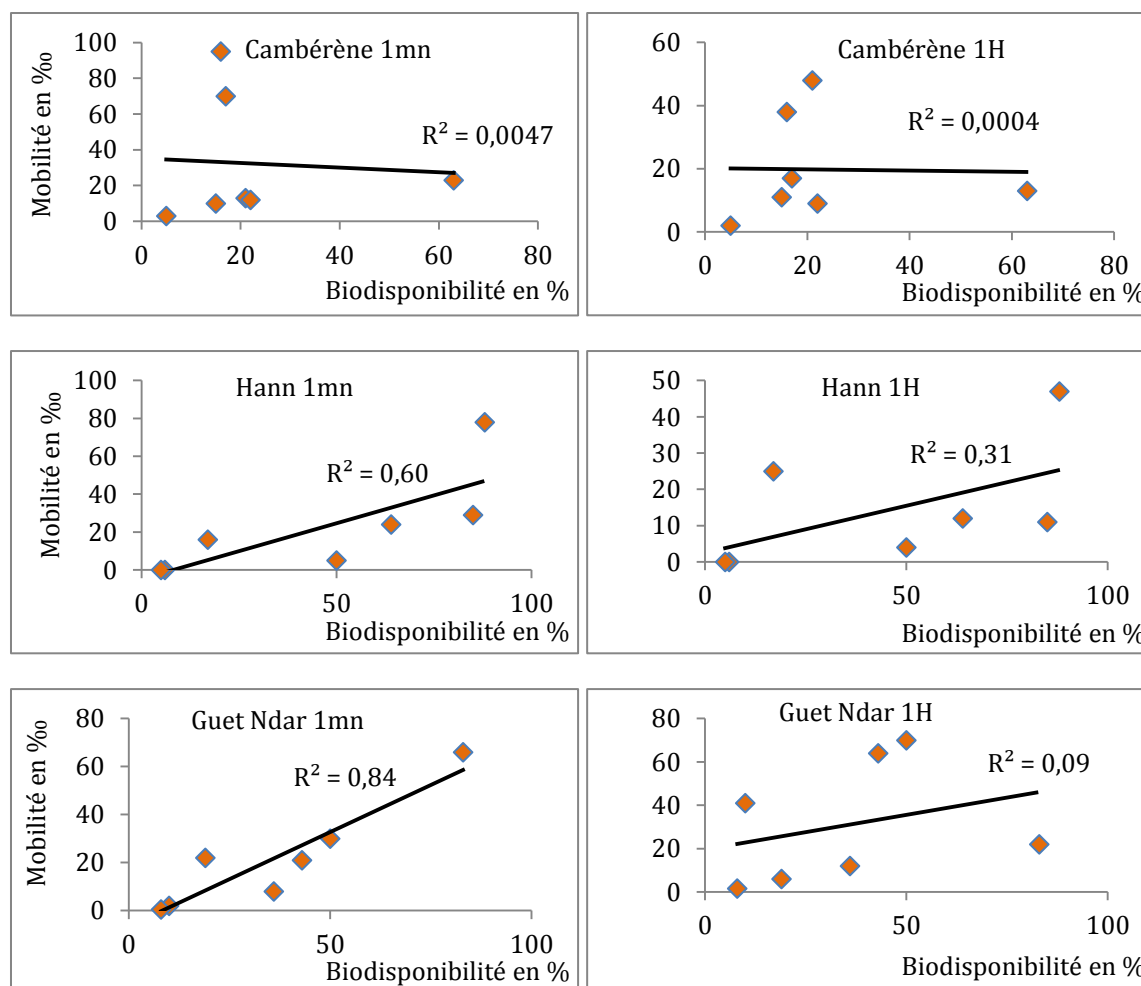 Cambérène 1mn
R² = 0,0047
Mobilité en ‰
100
80
60
40
20
0
0 20 40 60 80
Biodisponibilité en %
Cambérène 1H
R² = 0,0004
60
40
20
0
0 20 40 60 80
Biodisponibilité en %
Hann 1mn
R² = 0,60
Mobilité en ‰
100
80
60
40
20
0
0 50 100
Biodisponibilité en %
Hann 1H
R² = 0,31
50
40
30
20
10
0
0 50 100
Biodisponibilité en %
Guet Ndar 1mn
R² = 0,84
Mobilité en ‰
80
60
40
20
0
0 50 100
Biodisponibilité en %
Guet Ndar 1H
R² = 0,09
80
60
40
20
0
0 50 100
Biodisponibilité en %